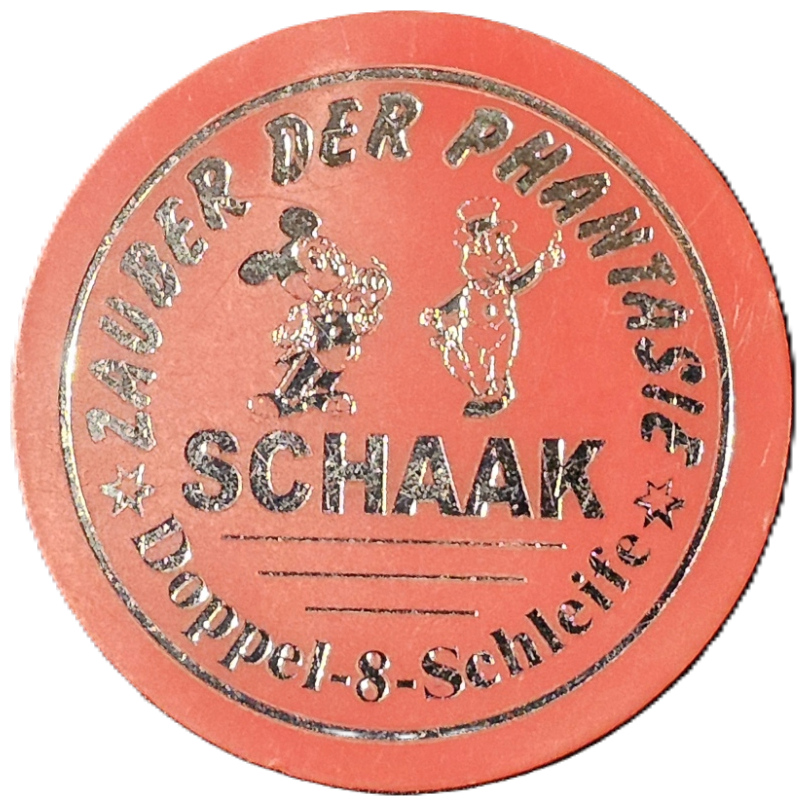 ZAUBER DER PHANTASIE
SCHAAK
Doppel-8-Schleife